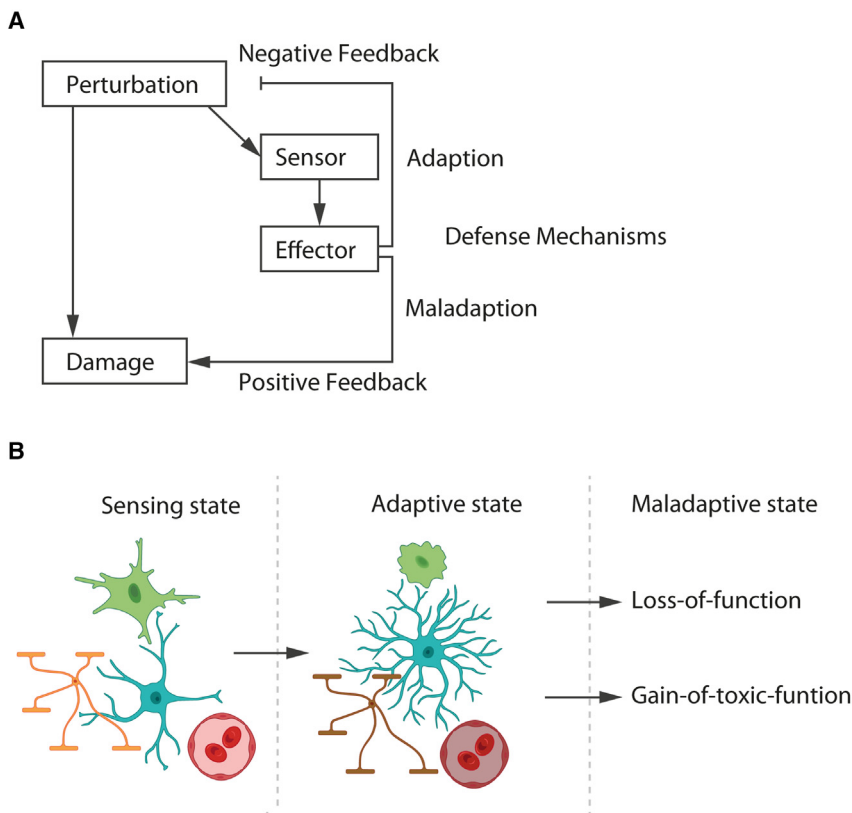 A
Negative Feedback
Perturbation
Sensor
Adaption
Effector
Defense Mechanisms
Maladaption
Damage
Positive Feedback
B
Sensing state
Adaptive state
Maladaptive state
Loss-of-function
Gain-of-toxic-funtion